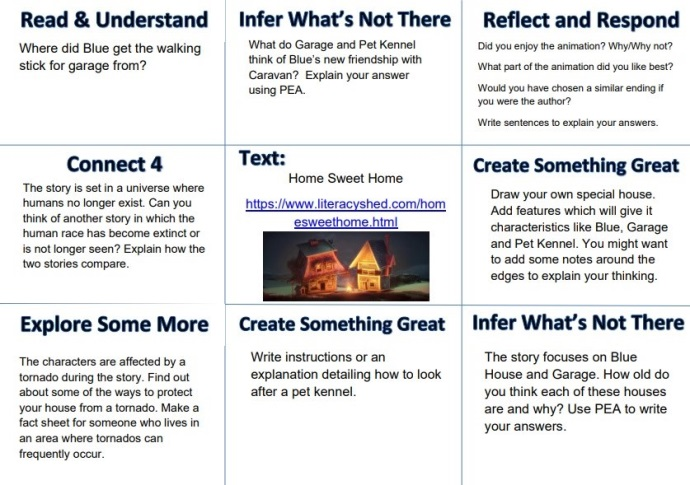 Read & Understand
Where did Blue get the walking
stick for garage from?
Infer What's Not There
What do Garage and Pet Kennel
think of Blue's new friendship with
Caravan?  Explain your answer
using PEA.
Reflect and Respond
Did you enjoy the animation? Why/Why not?
What part of the animation did you like best?
Would you have chosen a similar ending if
you were the author?
Write sentences to explain your answers.
Connect 4
The story is set in a universe where
humans no longer exist. Can you
think of another story in which the
human race has become extinct or
is not longer seen? Explain how the
two stories compare.
Text:
Home Sweet Home
https://www.literacyshed.com/hom
esweethome.html
Create Something Great
Draw your own special house.
Add features which will give it
characteristics like Blue, Garage
and Pet Kennel. You might want
to add some notes around the
edges to explain your thinking.
Explore Some More
The characters are affected by a
tornado during the story. Find out
about some of the ways to protect
your house from a tornado. Make a
fact sheet for someone who lives in
an area where tornados can
frequently occur.
Create Something Great
Write instructions or an
explanation detailing how to look
after a pet kennel.
Infer What's Not There
The story focuses on Blue
House and Garage. How old do
you think each of these houses
are and why? Use PEA to write
your answers.